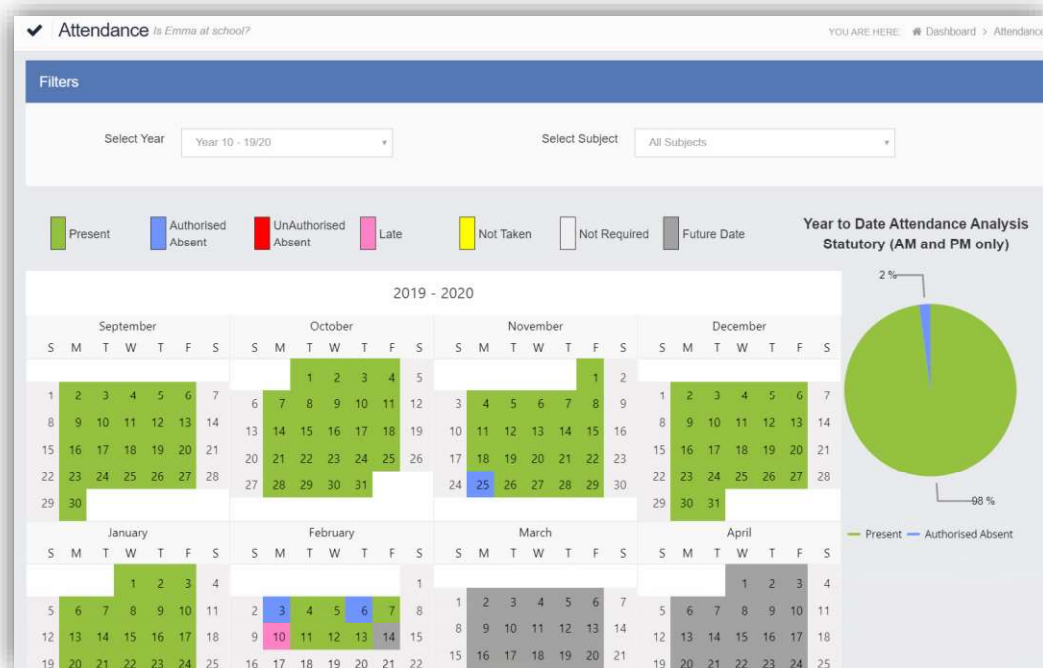 Attendance Is Emma at school?
YOU ARE HERE: Dashboard > Attendance
Filters
Select Year Year 10 - 19/20 Select Subject All Subjects
Present
Authorised Absent
UnAuthorised Absent
Late
Not Taken
Not Required
Future Date
Year to Date Attendance Analysis
Statutory (AM and PM only)
2 %
98 %
Present Authorised Absent
2019 - 2020
September October November December
S M T W T F S S M T W T F S S M T W T F S S M T W T F S
1 2 3 4 5 1 2
1 2 3 4 5 6 7 6 7 8 9 10 11 12 3 4 5 6 7 8 9 1 2 3 4 5 6 7
8 9 10 11 12 13 14 13 14 15 16 17 18 19 10 11 12 13 14 15 16 8 9 10 11 12 13 14
15 16 17 18 19 20 21 20 21 22 23 24 25 26 17 18 19 20 21 22 23 15 16 17 18 19 20 21
22 23 24 25 26 27 28 27 28 29 30 31 24 25 26 27 28 29 30 22 23 24 25 26 27 28
29 30 29 30 31
January February March April
S M T W T F S S M T W T F S S M T W T F S S M T W T F S
1 2 3 4 1 1 2 3 4
5 6 7 8 9 10 11 2 3 4 5 6 7 8 1 2 3 4 5 6 7 5 6 7 8 9 10 11
12 13 14 15 16 17 18 9 10 11 12 13 14 15 8 9 10 11 12 13 14 12 13 14 15 16 17 18
19 20 21 22 23 24 25 16 17 18 19 20 21 22 15 16 17 18 19 20 21 19 20 21 22 23 24 25